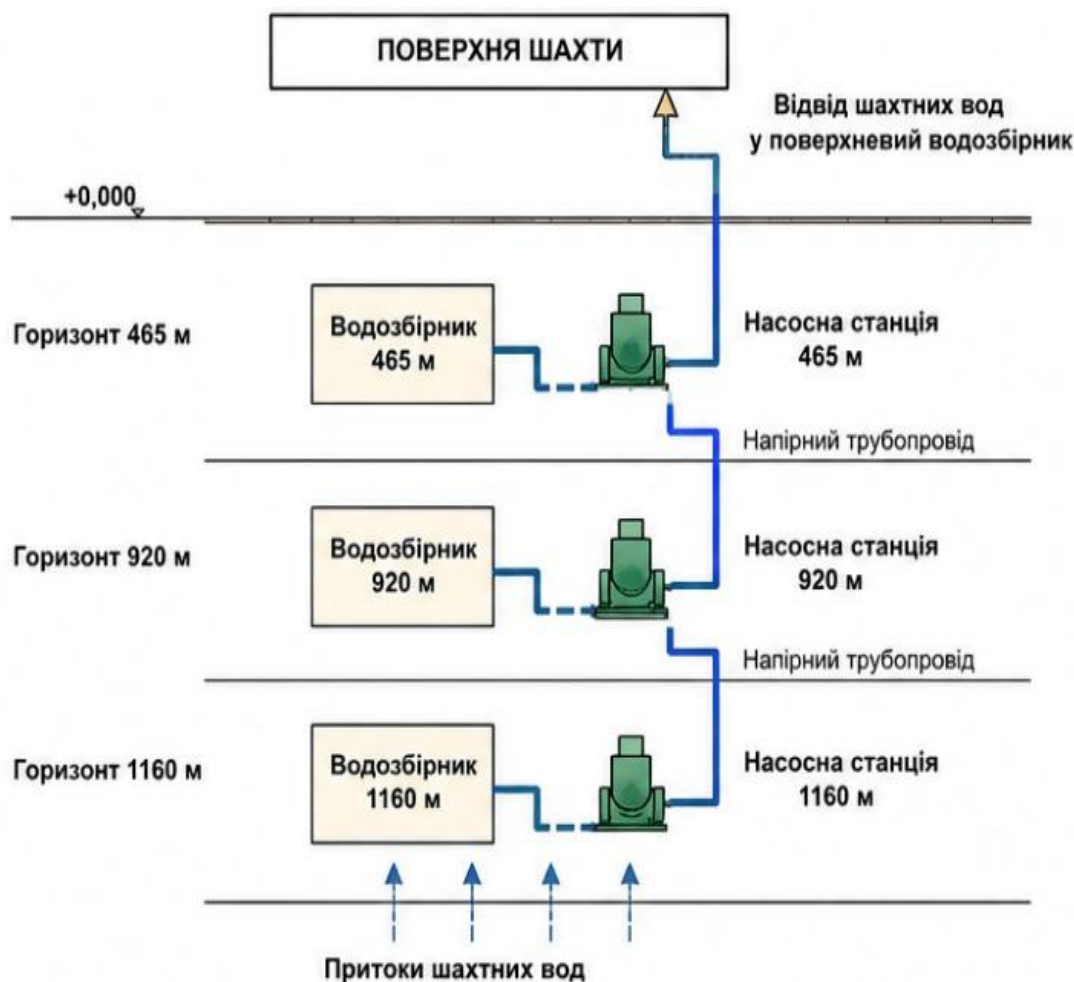 ПОВЕРХНЯ ШАХТИ
Відвід шахтних вод
у поверхневий водозбірник
+0,000
Горизонт 465 м
Водозбірник
465 м
Насосна станція
465 м
Напірний трубопровід
Горизонт 920 м
Водозбірник
920 м
Насосна станція
920 м
Напірний трубопровід
Горизонт 1160 м
Водозбірник
1160 м
Насосна станція
1160 м
Притоки шахтних вод